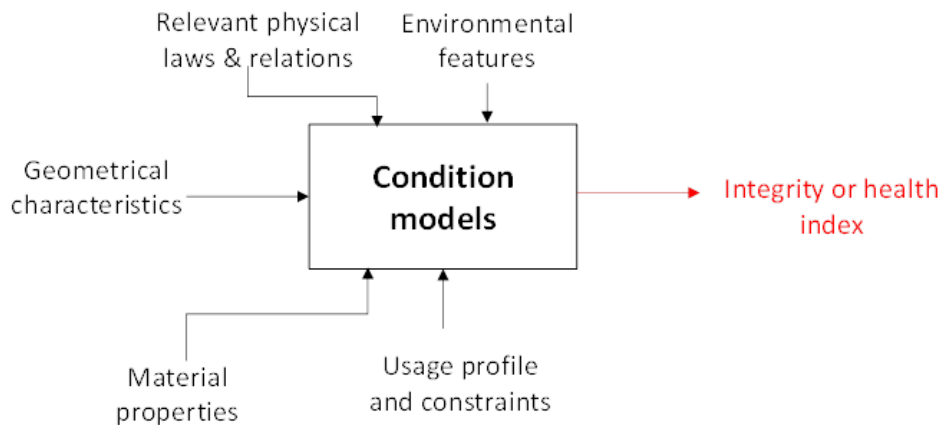 Relevant physical
laws & relations
Environmental
features
Geometrical
characteristics
Condition
models
Integrity or health
index
Material
properties
Usage profile
and constraints